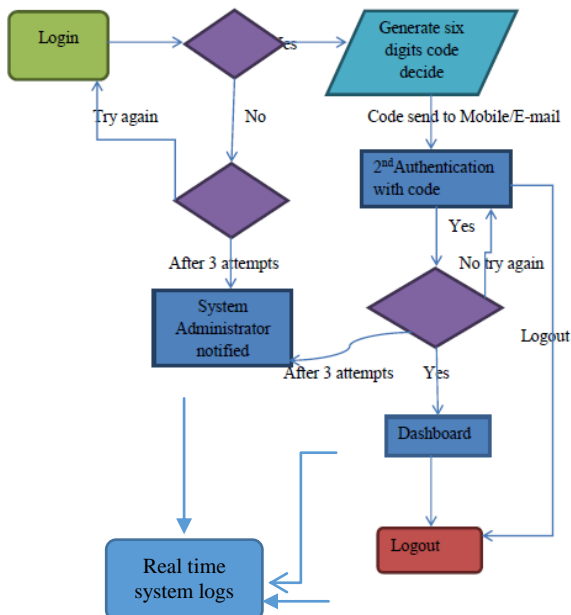 Login
Yes
Generate six
digits code
decide
Try again
No
Code send to Mobile/E-mail
2nd Authentication
with code
Yes
After 3 attempts
No try again
System
Administrator
notified
Logout
After 3 attempts
Yes
Dashboard
Logout
Real time
system logs